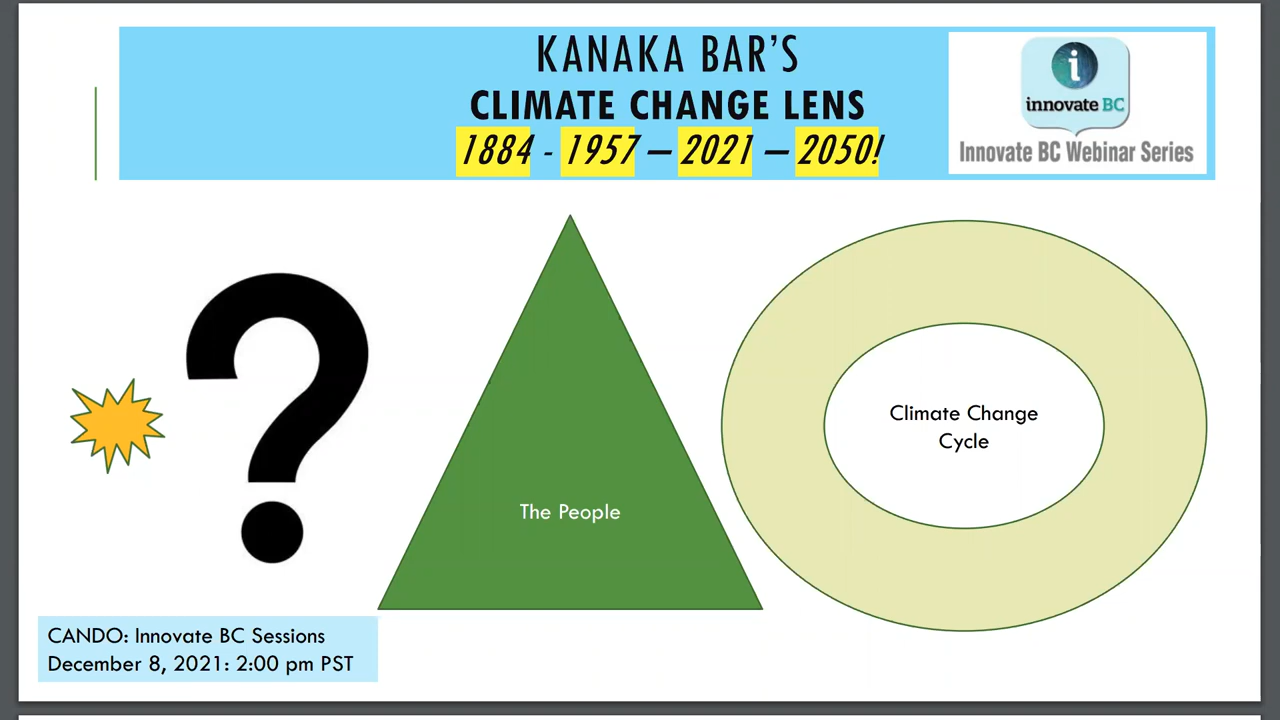 KANAKA BAR'S
CLIMATE CHANGE LENS
1884 - 1957 – 2021 – 2050!
i
innovate BC
Innovate BC Webinar Series
The People
Climate Change
Cycle
?
CANDO: Innovate BC Sessions
December 8, 2021: 2:00 pm PST